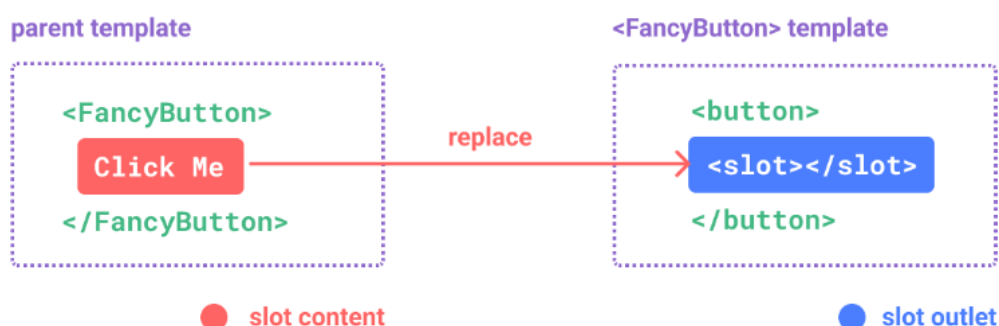 parent template
<FancyButton> template
<FancyButton>
Click Me
</FancyButton>
replace
<button>
<slot></slot>
</button>
slot content
slot outlet